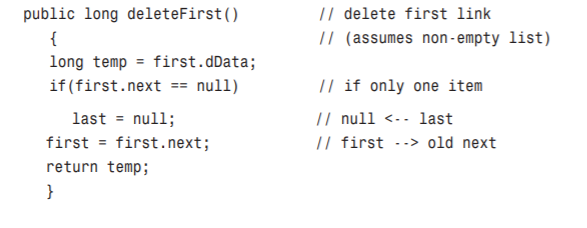 public long deleteFirst() // delete first link
{ // (assumes non-empty list)
long temp = first.dData;
if(first.next == null) // if only one item
last = null; // null <-- last
first = first.next; // first --> old next
return temp;
}